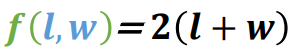 f(l,w)=2(l + w)